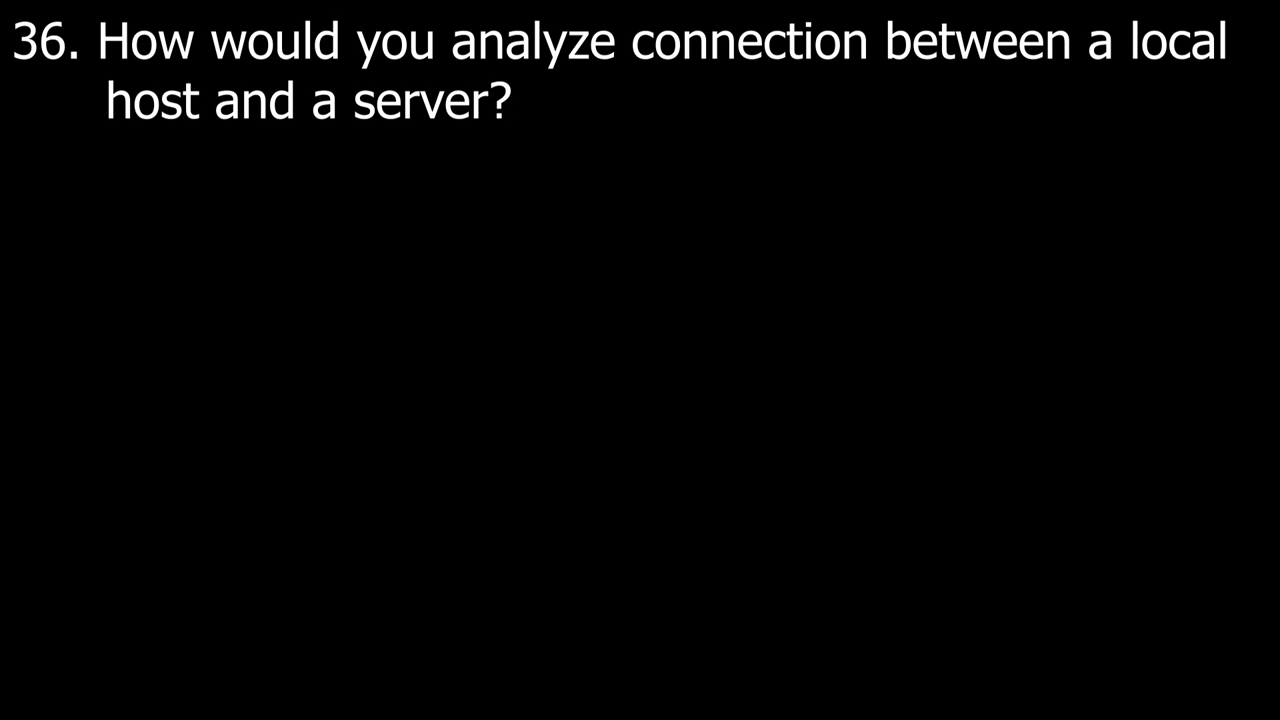 36. How would you analyze connection between a local
host and a server?